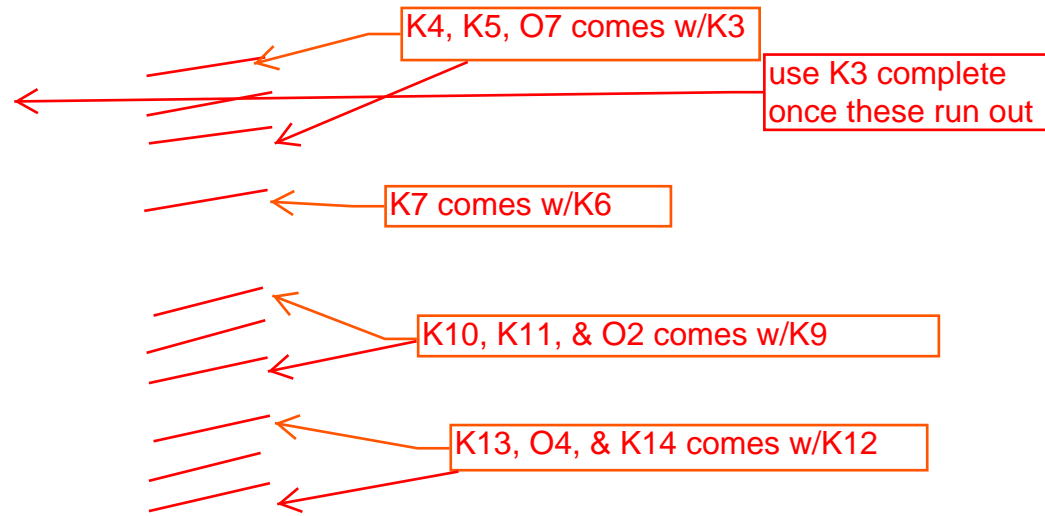 K4, K5, O7 comes w/K3
use K3 complete
once these run out
K7 comes w/K6
K10, K11, & O2 comes w/K9
K13, O4, & K14 comes w/K12